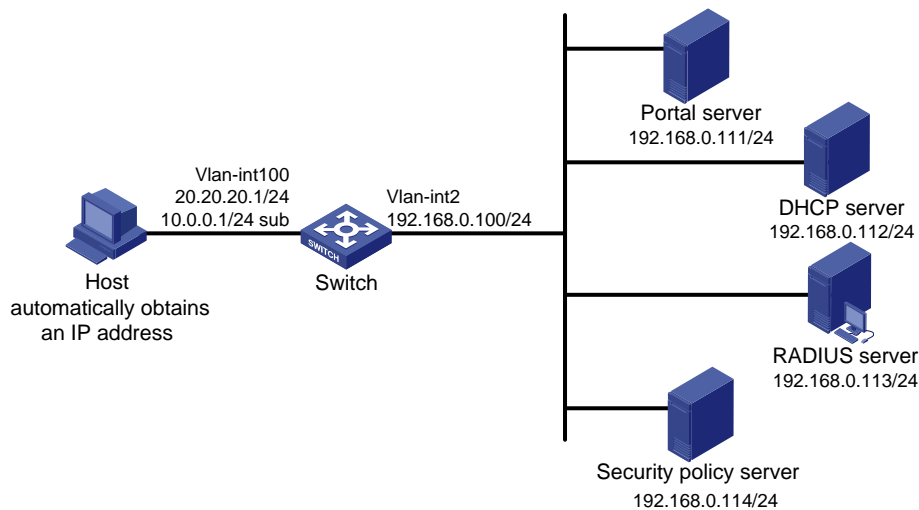 Portal server
192.168.0.111/24
Vlan-int100
20.20.20.1/24
10.0.0.1/24 sub
Vlan-int2
192.168.0.100/24
DHCP server
192.168.0.112/24
SWITCH
Host
automatically obtains
an IP address
Switch
RADIUS server
192.168.0.113/24
Security policy server
192.168.0.114/24